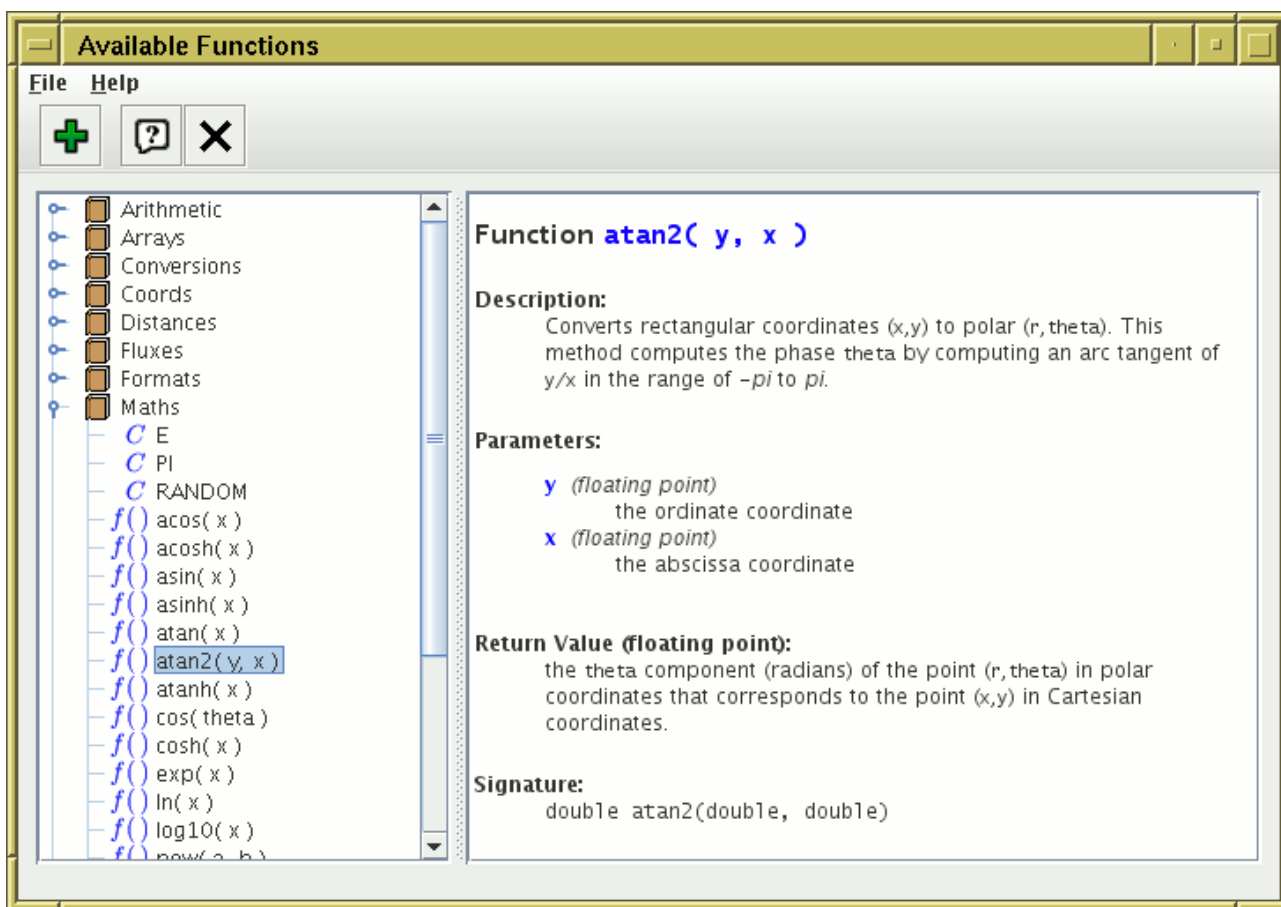 Available Functions
File Help
Arithmetic
Arrays
Conversions
Coords
Distances
Fluxes
Formats
Maths
C E
C PI
C RANDOM
f() acos( x )
f() acosh( x )
f() asin( x )
f() asinh( x )
f() atan( x )
f() atan2( y, x )
f() atanh( x )
f() cos( theta )
f() cosh( x )
f() exp( x )
f() ln( x )
f() log10( x )
f() pow( a, b )
Function atan2( y, x )
Description:
Converts rectangular coordinates (x,y) to polar (r,theta). This
method computes the phase theta by computing an arc tangent of
y/x in the range of -pi to pi.
Parameters:
y (floating point)
the ordinate coordinate
x (floating point)
the abscissa coordinate
Return Value (floating point):
the theta component (radians) of the point (r,theta) in polar
coordinates that corresponds to the point (x,y) in Cartesian
coordinates.
Signature:
double atan2(double, double)